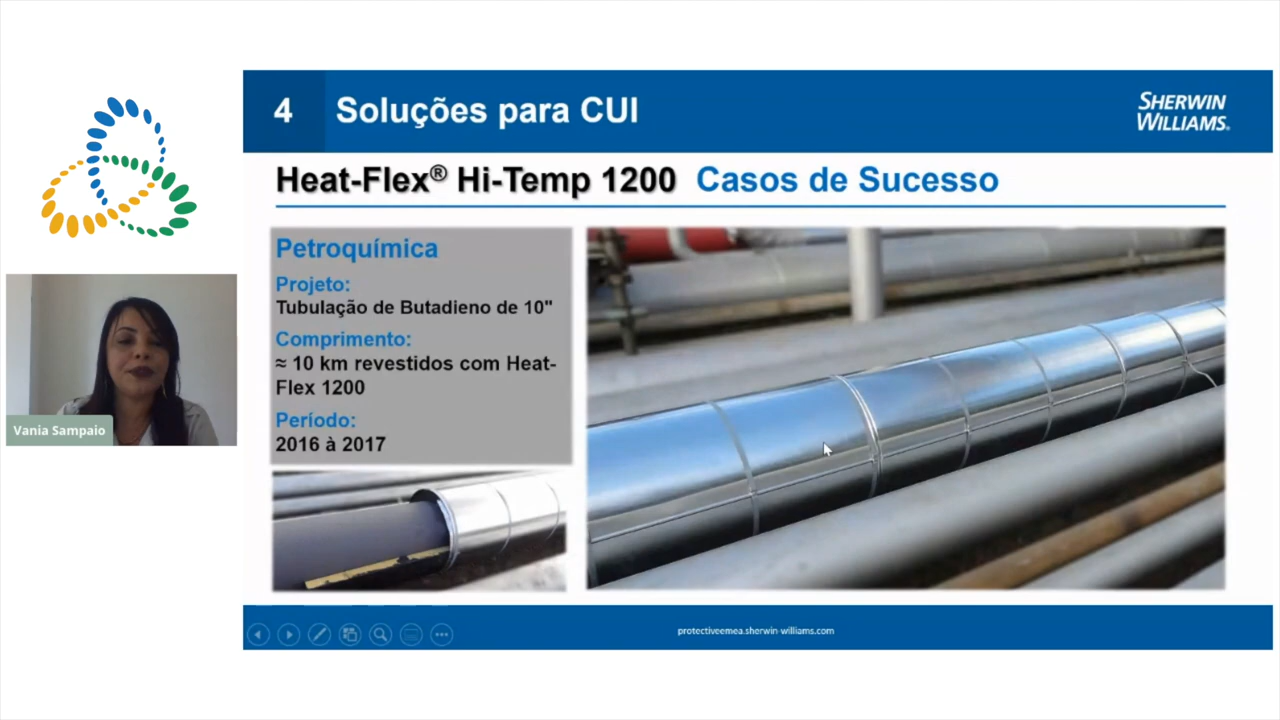 4 Soluções para CUI
SHERWIN
WILLIAMS.
Heat-Flex® Hi-Temp 1200 Casos de Sucesso
Petroquímica
Projeto:
Tubulação de Butadieno de 10"
Comprimento:
≈ 10 km revestidos com Heat-
Flex 1200
Período:
2016 à 2017
Vania Sampaio
protectiveemea.sherwin-williams.com